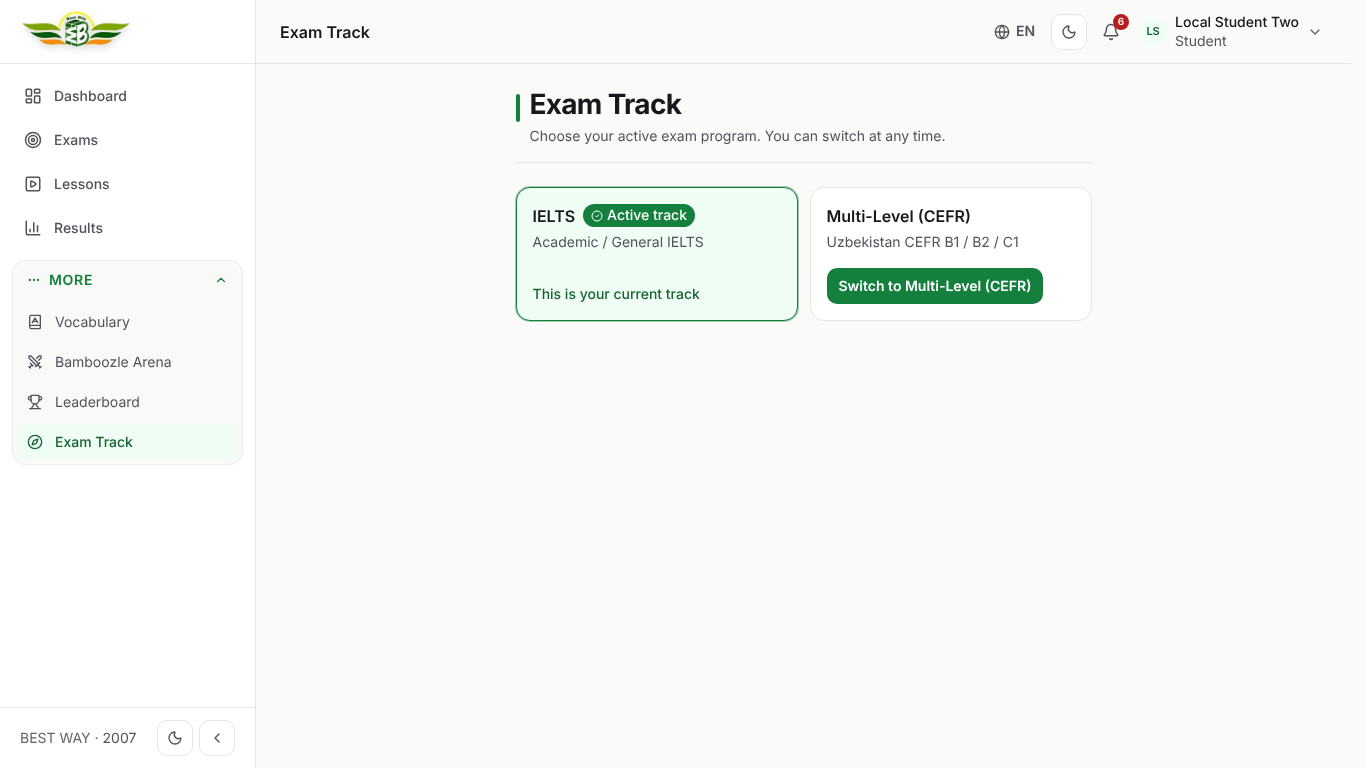 Exam Track
EN
6
LS
Local Student Two
Student
Dashboard
Exams
Lessons
Results
MORE
Vocabulary
Bamboozle Arena
Leaderboard
Exam Track
BEST WAY · 2007
Exam Track
Choose your active exam program. You can switch at any time.
IELTS
Active track
Academic / General IELTS
This is your current track
Multi-Level (CEFR)
Uzbekistan CEFR B1 / B2 / C1
Switch to Multi-Level (CEFR)